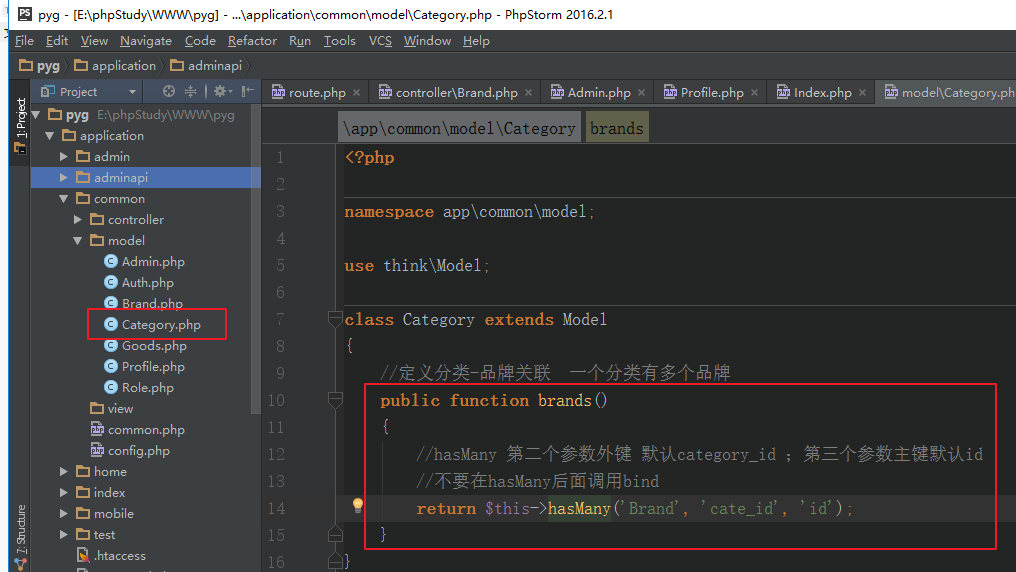 pyg - [E:\phpStudy\WWW\pyg] - ...\application\common\model\Category.php - PhpStorm 2016.2.1
File Edit View Navigate Code Refactor Run Tools VCS Window Help
pyg application adminapi
Project
route.php controller\Brand.php Admin.php Profile.php Index.php model\Category.ph
1: Project
7: Structure
pyg E:\phpStudy\WWW\pyg
application
admin
adminapi
common
controller
model
Admin.php
Auth.php
Brand.php
Category.php
Goods.php
Profile.php
Role.php
view
common.php
config.php
home
index
mobile
test
.htaccess
\app\common\model\Category brands
1 <?php
2
3 namespace app\common\model;
4
5 use think\Model;
6
7 class Category extends Model
8 {
9 //定义分类-品牌关联 一个分类有多个品牌
10 public function brands()
11 {
12 //hasMany 第二个参数外键 默认category_id ；第三个参数主键默认id
13 //不要在hasMany后面调用bind
14 return $this->hasMany('Brand', 'cate_id', 'id');
15 }
16 }